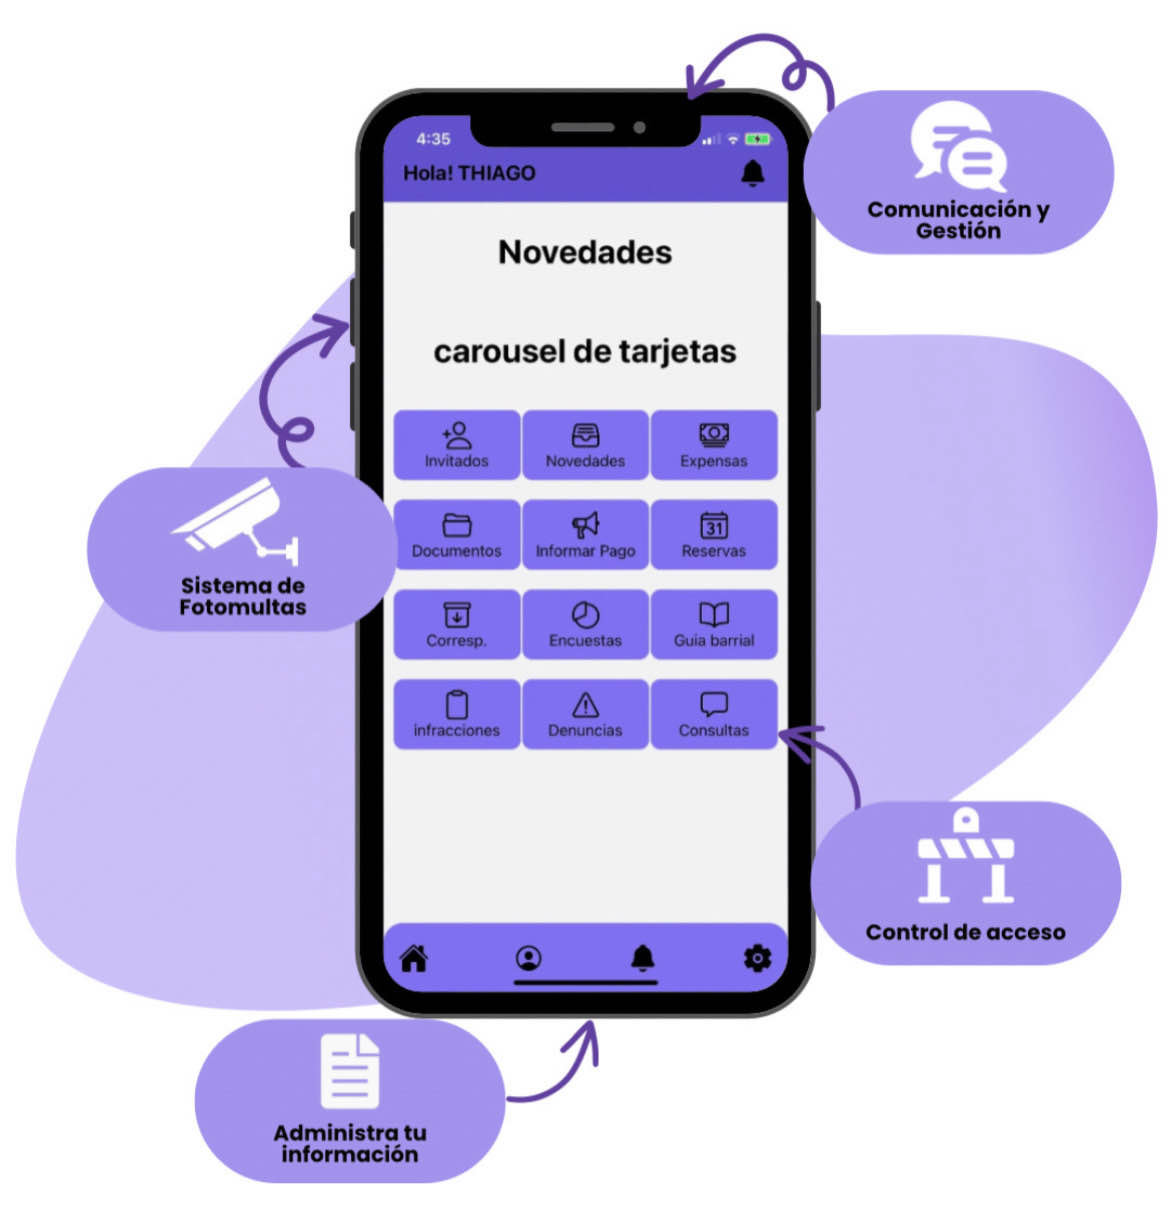 4:35
Hola! THIAGO
Comunicación y
Gestión
Novedades
carousel de tarjetas
Invitados
Novedades
Expensas
Sistema de
Fotomultas
Documentos
Informar Pago
31
Reservas
Corresp.
Encuestas
Guia barrial
infracciones
Denuncias
Consultas
Control de acceso
Administra tu
información